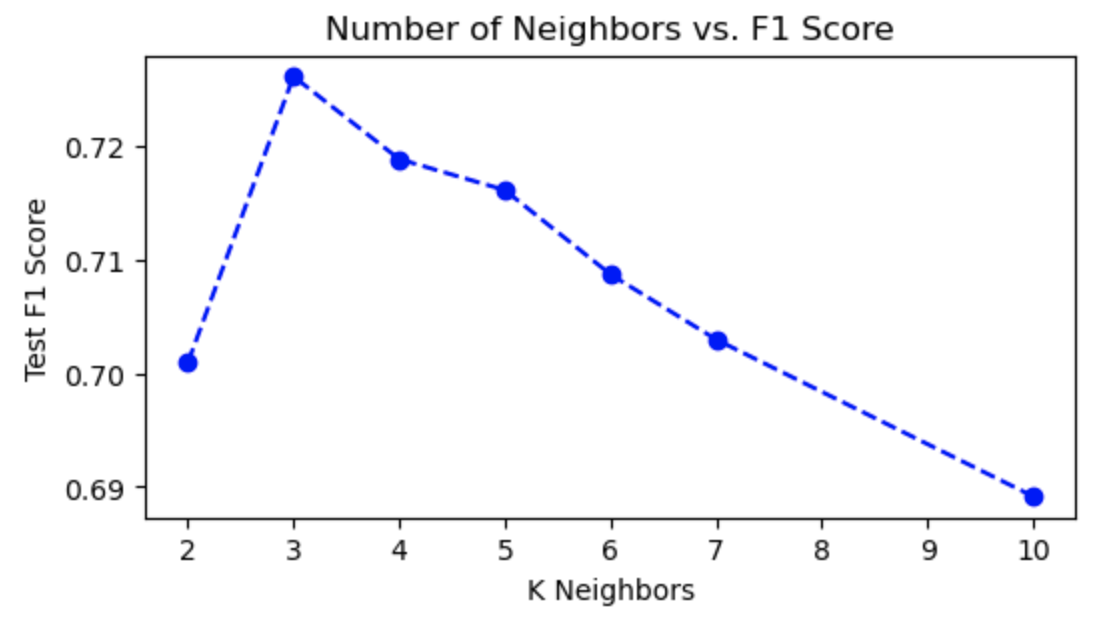 Number of Neighbors vs. F1 Score
Test F1 Score
0.72
0.71
0.70
0.69
2 3 4 5 6 7 8 9 10
K Neighbors